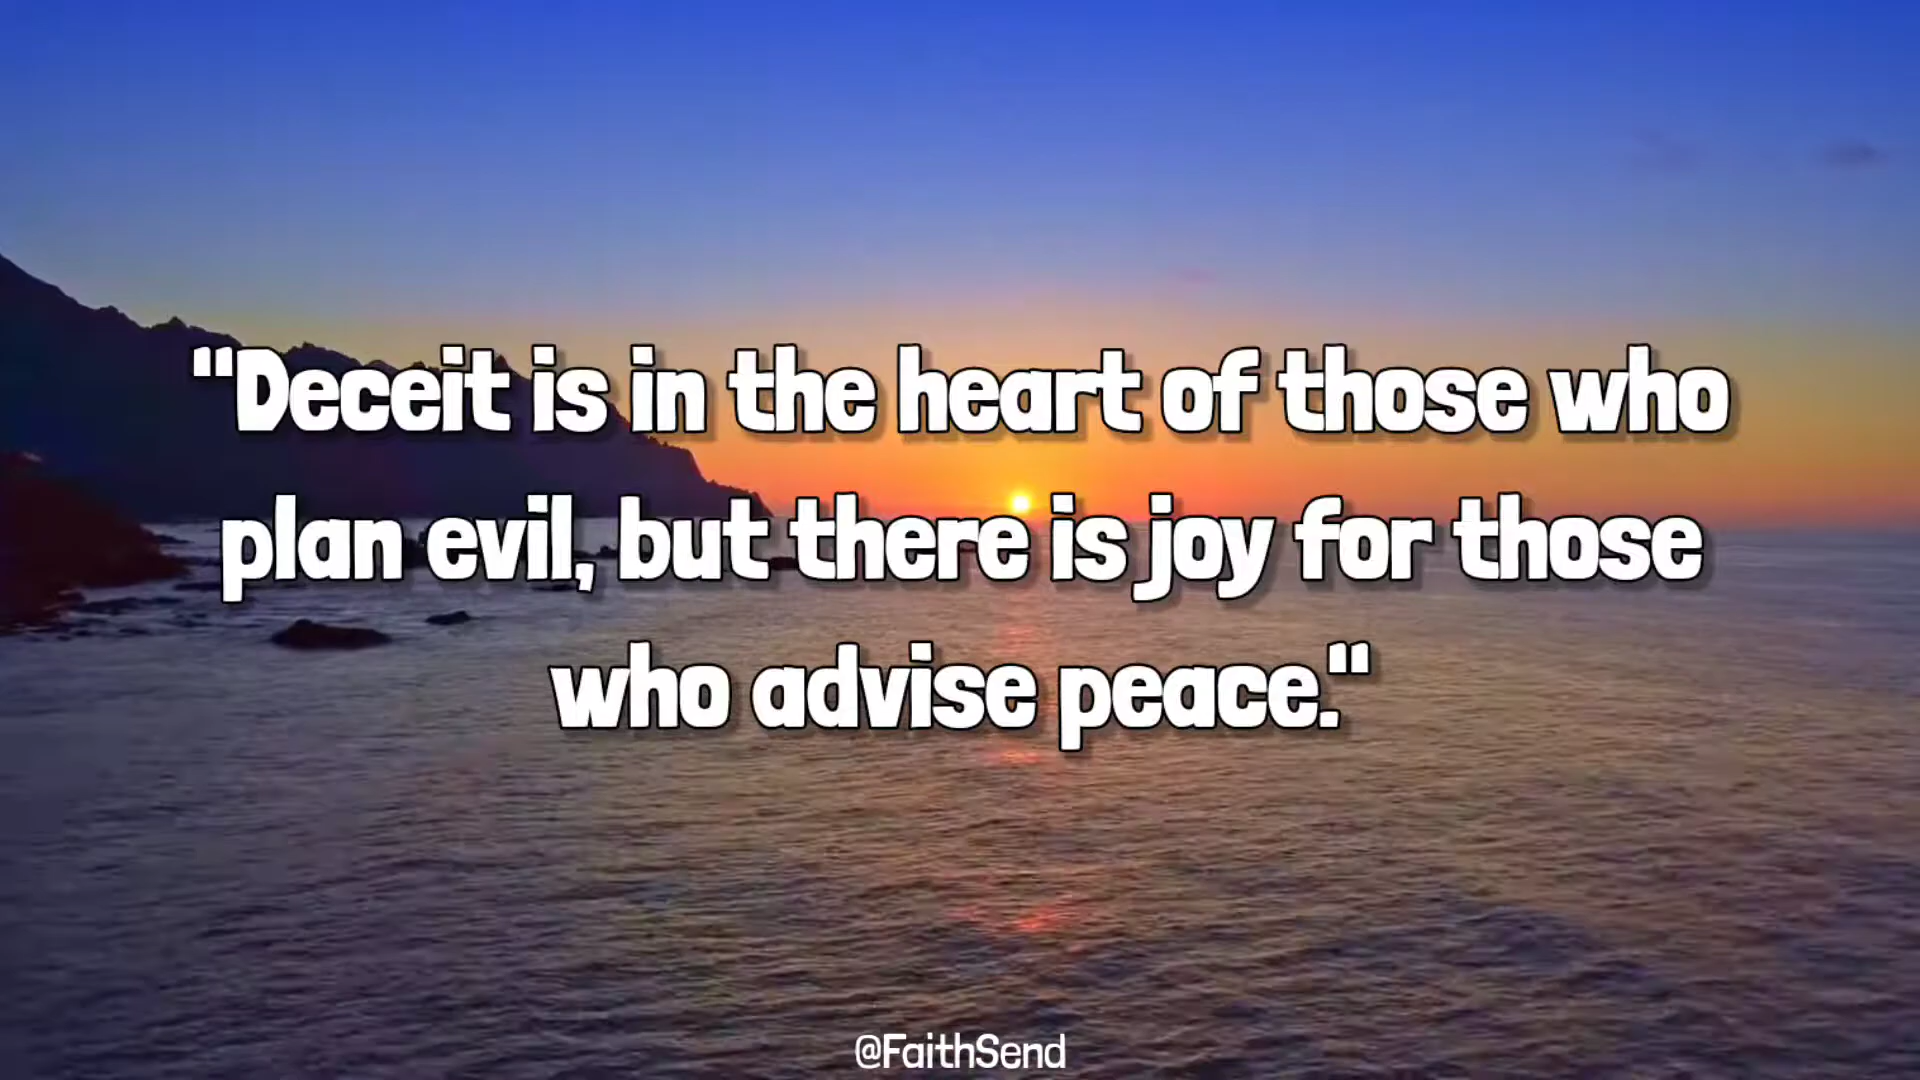 "Deceit is in the heart of those who
plan evil, but there is joy for those
who advise peace."
@FaithSend